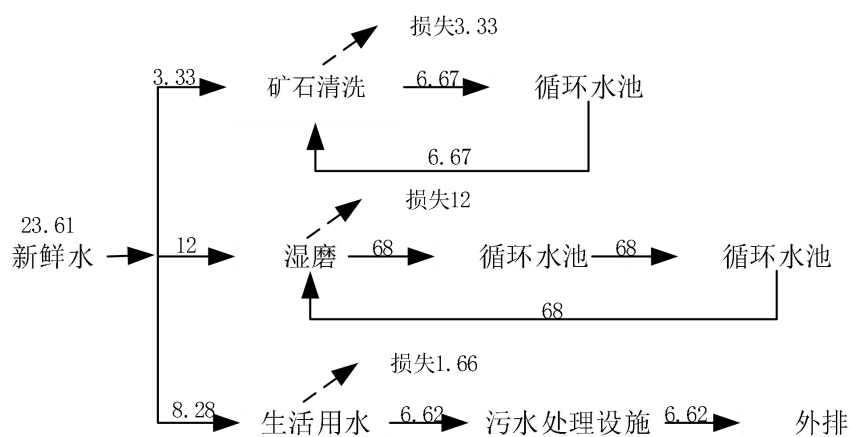 损失3.33
3.33
矿石清洗
6.67
循环水池
6.67
损失12
23.61
新鲜水
12
湿磨
68
循环水池
68
循环水池
68
损失1.66
8.28
生活用水
6.62
污水处理设施
6.62
外排